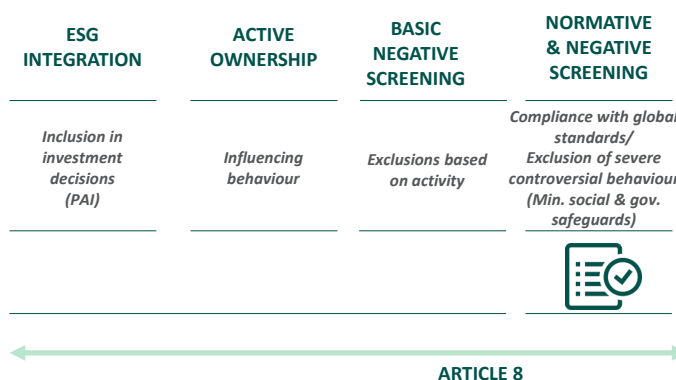 ESG
INTEGRATION
ACTIVE
OWNERSHIP
BASIC
NEGATIVE
SCREENING
NORMATIVE
& NEGATIVE
SCREENING
Inclusion in
investment
decisions
(PAI)
Influencing
behaviour
Exclusions based
on activity
Compliance with global
standards/
Exclusion of severe
controversial behaviour
(Min. social & gov.
safeguards)
ARTICLE 8